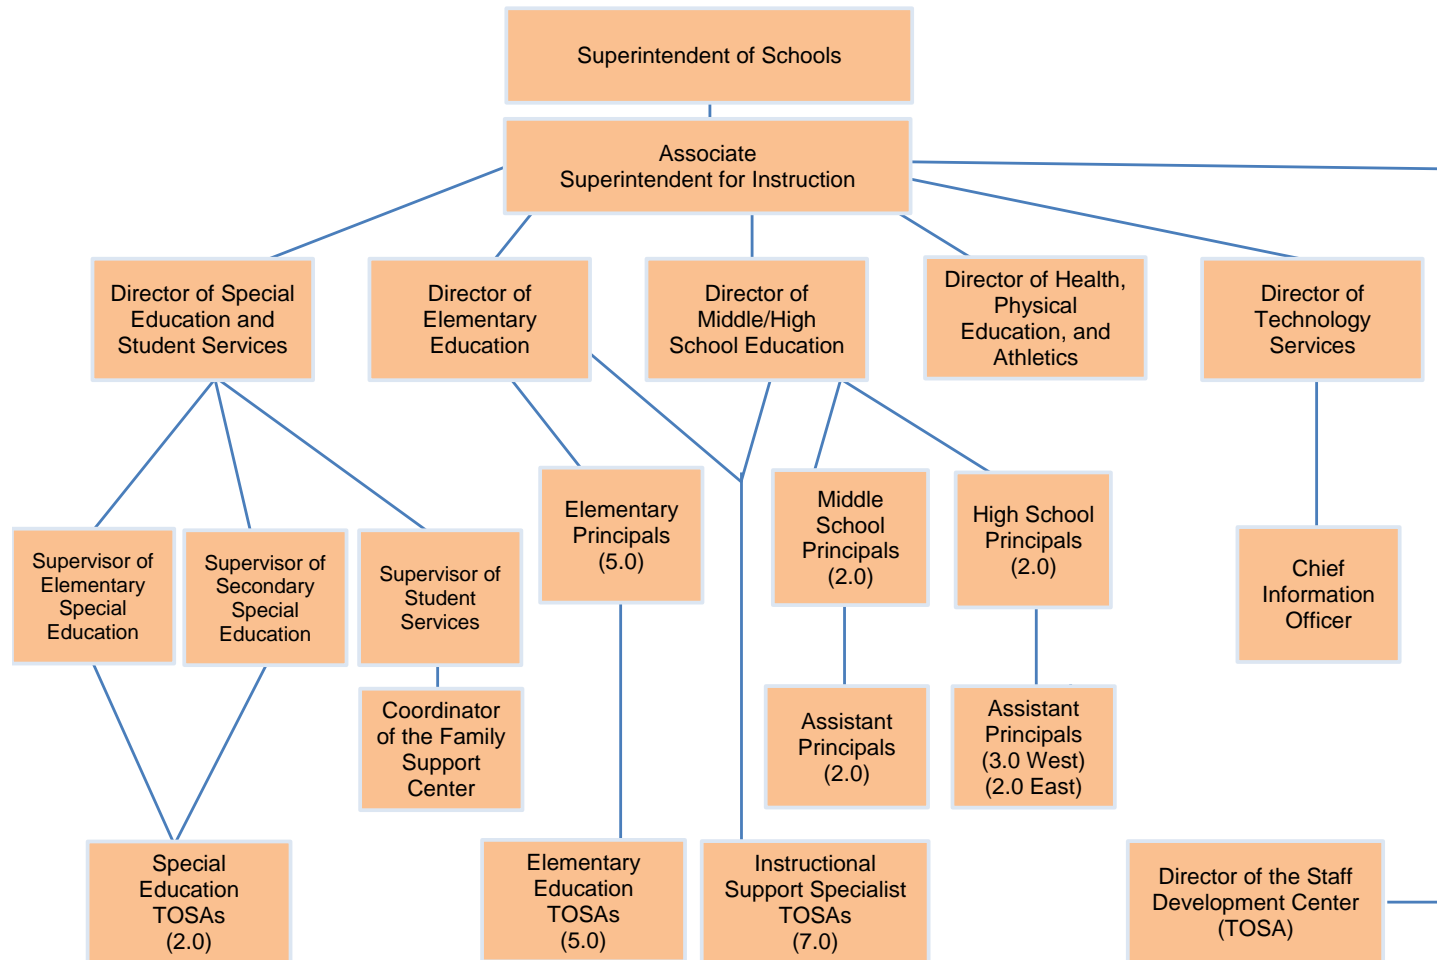 Superintendent of Schools
Associate
Superintendent for Instruction
Director of Special
Education and
Student Services
Director of
Elementary
Education
Director of
Middle/High
School Education
Director of Health,
Physical
Education, and
Athletics
Director of
Technology
Services
Supervisor of
Elementary
Special
Education
Supervisor of
Secondary
Special
Education
Supervisor of
Student
Services
Elementary
Principals
(5.0)
Middle
School
Principals
(2.0)
High School
Principals
(2.0)
Chief
Information
Officer
Coordinator
of the Family
Support
Center
Assistant
Principals
(2.0)
Assistant
Principals
(3.0 West)
(2.0 East)
Special
Education
TOSAs
(2.0)
Elementary
Education
TOSAs
(5.0)
Instructional
Support Specialist
TOSAs
(7.0)
Director of the Staff
Development Center
(TOSA)